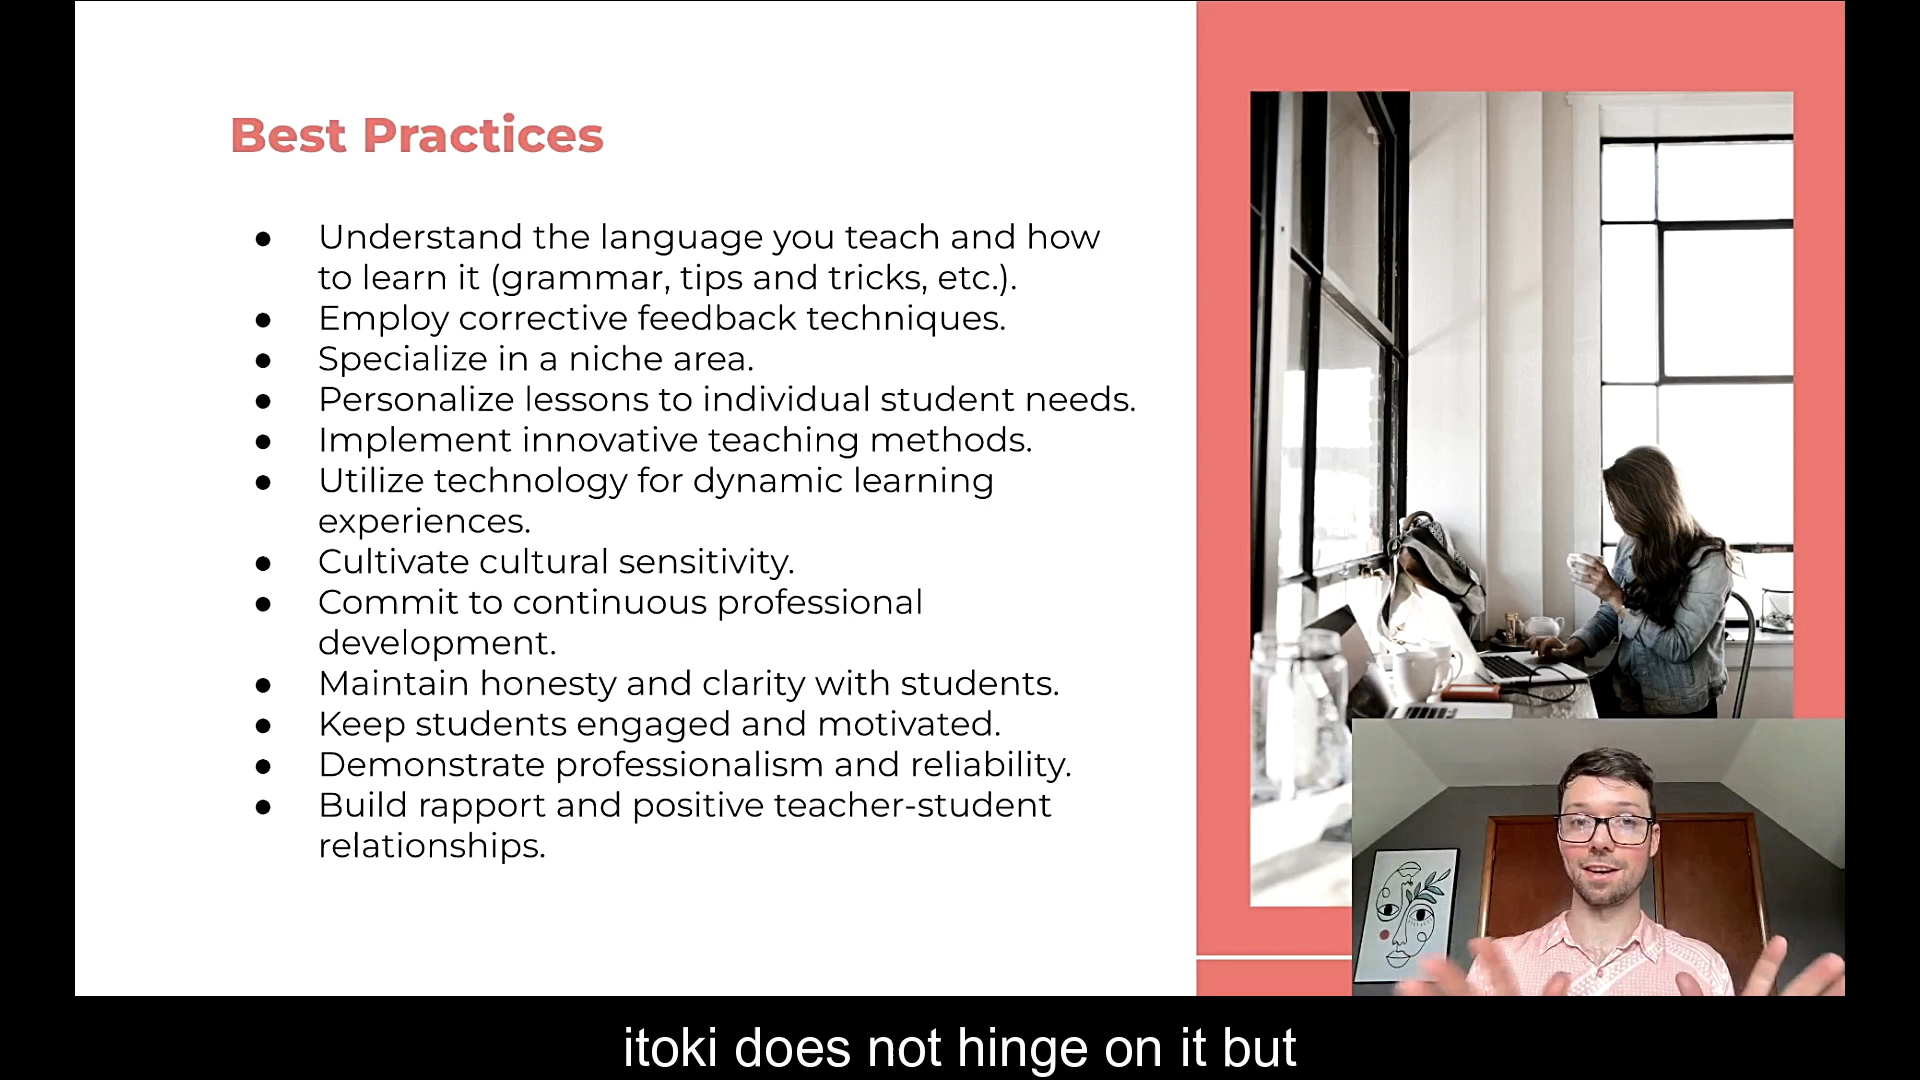 Best Practices
● Understand the language you teach and how
to learn it (grammar, tips and tricks, etc.).
● Employ corrective feedback techniques.
● Specialize in a niche area.
● Personalize lessons to individual student needs.
● Implement innovative teaching methods.
● Utilize technology for dynamic learning
experiences.
● Cultivate cultural sensitivity.
● Commit to continuous professional
development.
● Maintain honesty and clarity with students.
● Keep students engaged and motivated.
● Demonstrate professionalism and reliability.
● Build rapport and positive teacher-student
relationships.
itoki does not hinge on it but